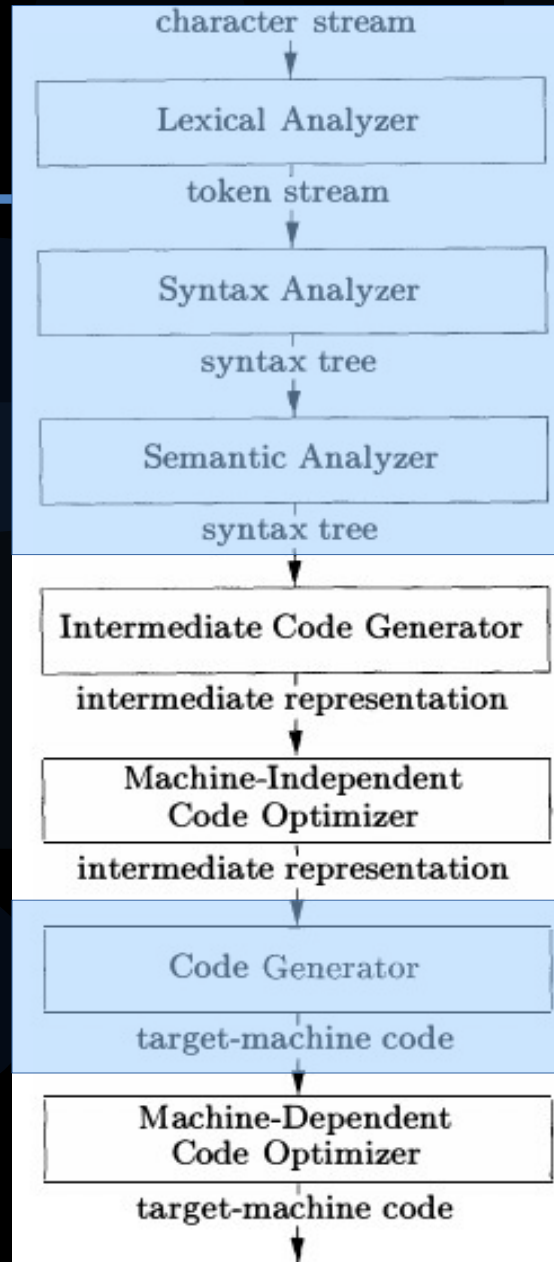 character stream
Lexical Analyzer
token stream
Syntax Analyzer
syntax tree
Semantic Analyzer
syntax tree
Intermediate Code Generator
intermediate representation
Machine-Independent
Code Optimizer
intermediate representation
Code Generator
target-machine code
Machine-Dependent
Code Optimizer
target-machine code